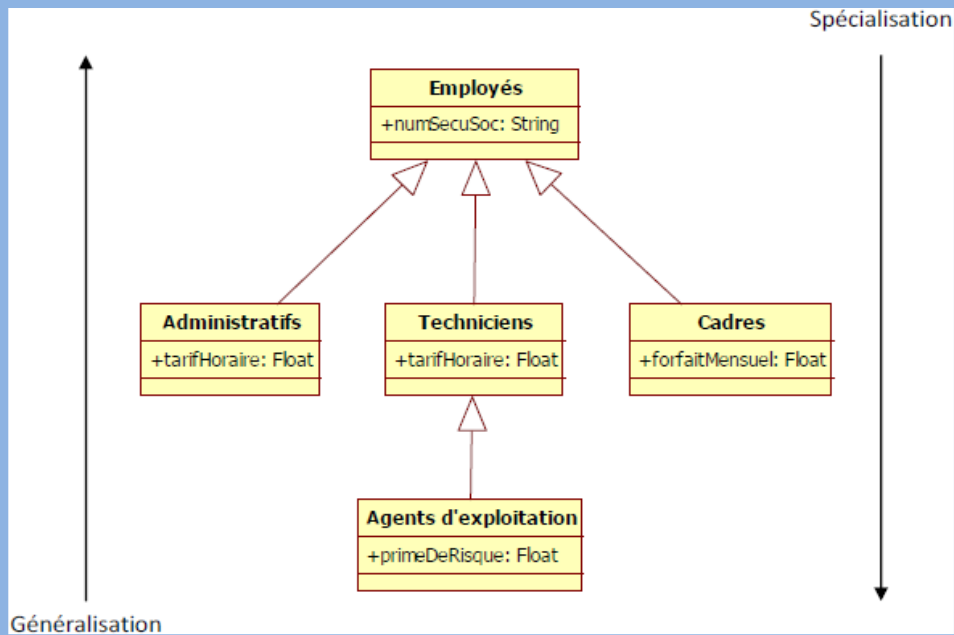 Spécialisation
Employés
+numSecuSoc: String
Administratifs
+tarifHoraire: Float
Techniciens
+tarifHoraire: Float
Cadres
+forfaitMensuel: Float
Agents d'exploitation
+primeDeRisque: Float
Généralisation